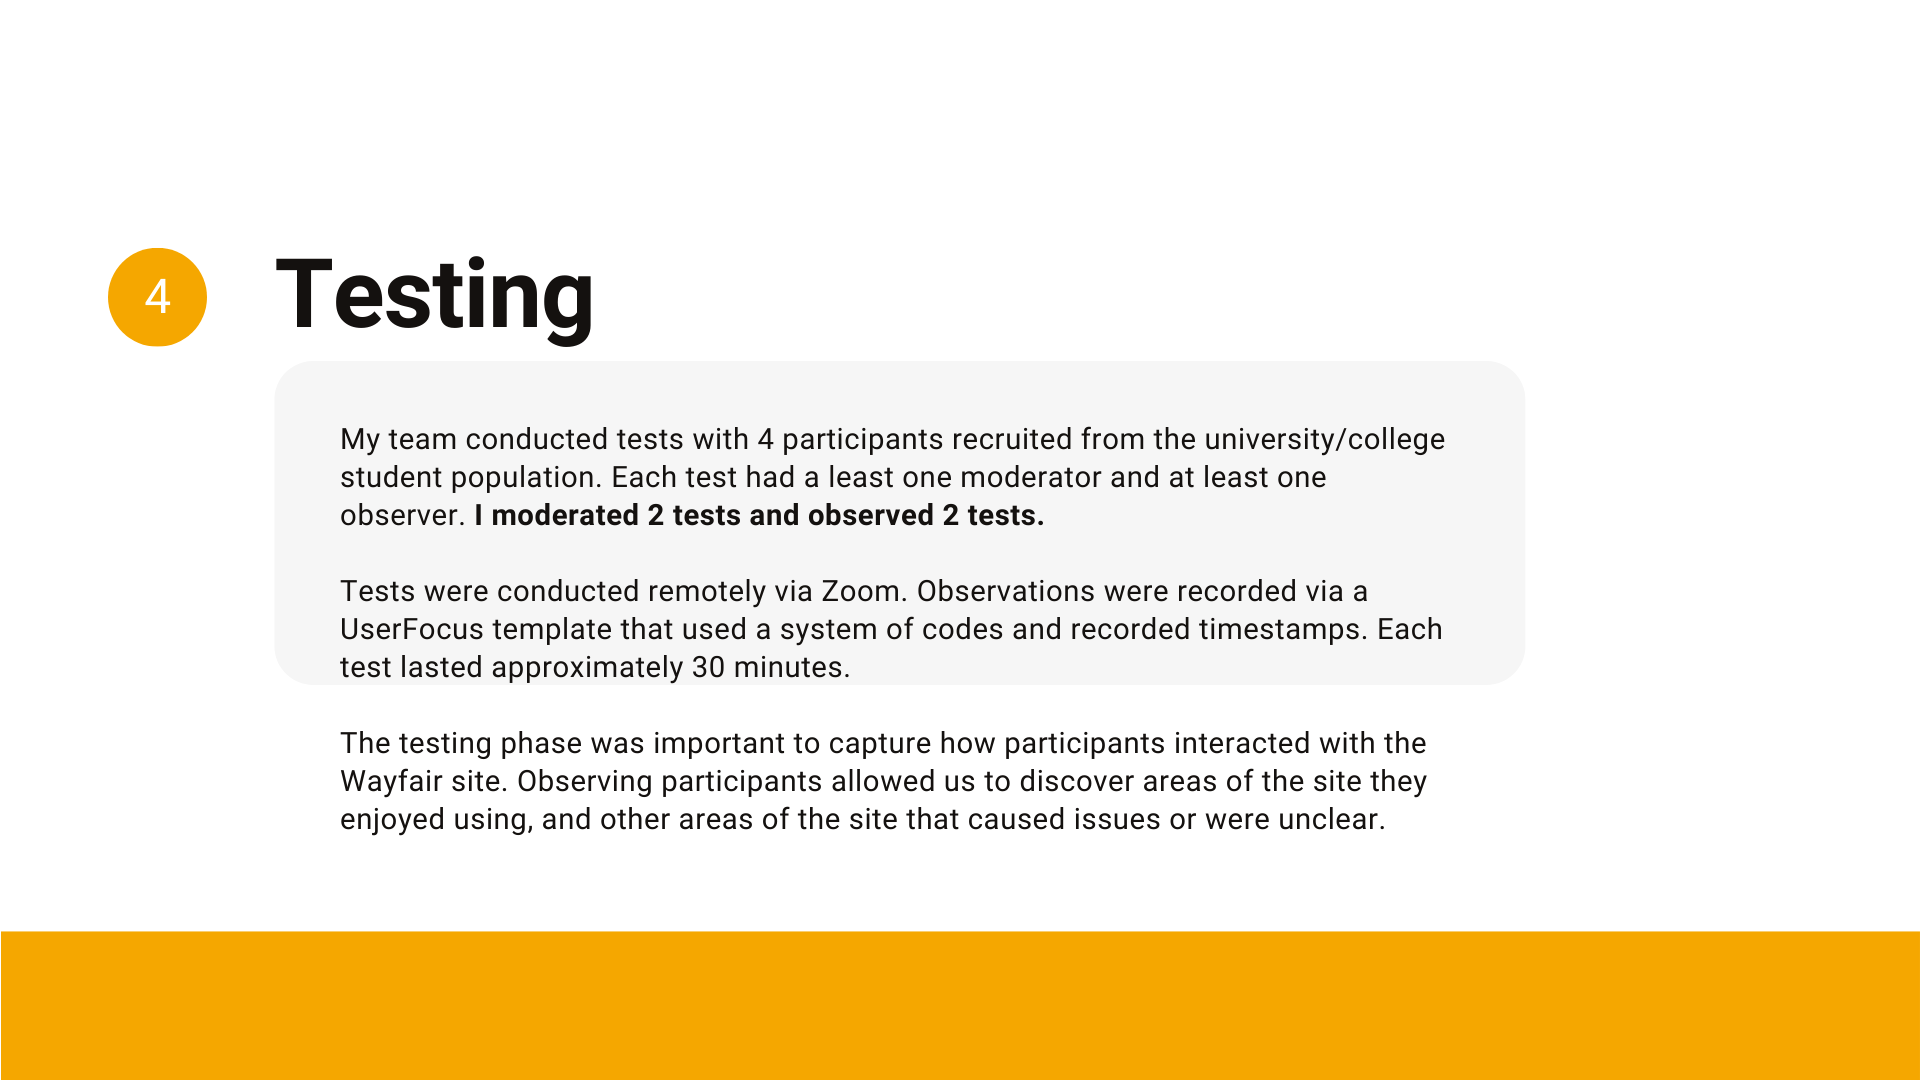 4
Testing
My team conducted tests with 4 participants recruited from the university/college
student population. Each test had a least one moderator and at least one
observer. I moderated 2 tests and observed 2 tests.
Tests were conducted remotely via Zoom. Observations were recorded via a
UserFocus template that used a system of codes and recorded timestamps. Each
test lasted approximately 30 minutes.
The testing phase was important to capture how participants interacted with the
Wayfair site. Observing participants allowed us to discover areas of the site they
enjoyed using, and other areas of the site that caused issues or were unclear.